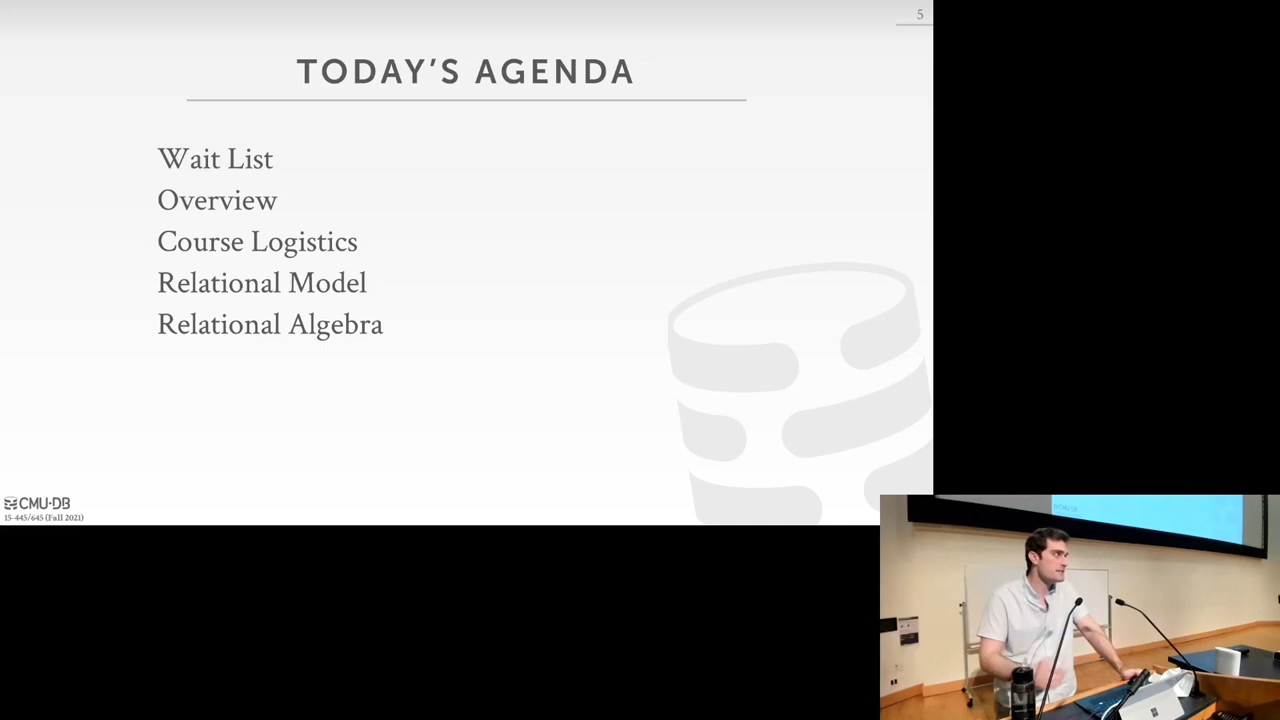 5
TODAY'S AGENDA
Wait List
Overview
Course Logistics
Relational Model
Relational Algebra
CMU·DB
15-445/645 (Fall 2021)